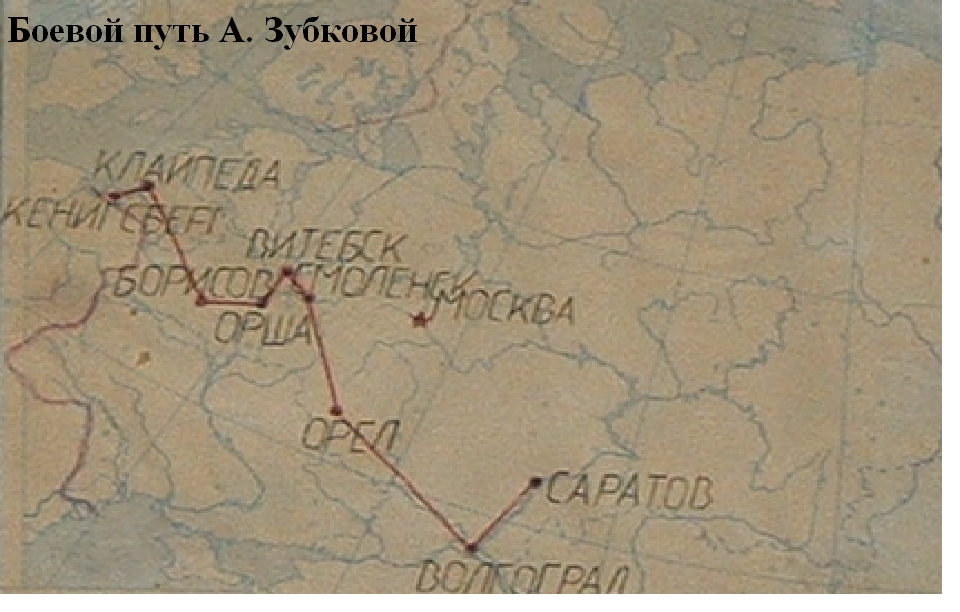 Боевой путь А. Зубковой
КЛАЙПЕДА
КЕНИГСБЕРГ
ВИТЕБСК
БОРИСОВ
СМОЛЕНСК
МОСКВА
ОРША
ОРЕЛ
САРАТОВ
ВОЛГОГРАД